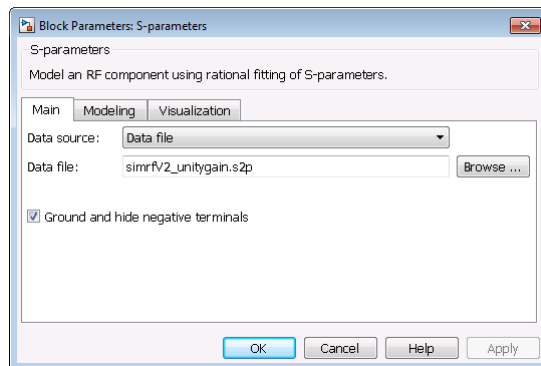 Block Parameters: S-parameters
S-parameters
Model an RF component using rational fitting of S-parameters.
Main Modeling Visualization
Data source: Data file
Data file: simrfV2_unitygain.s2p Browse ...
Ground and hide negative terminals
OK Cancel Help Apply